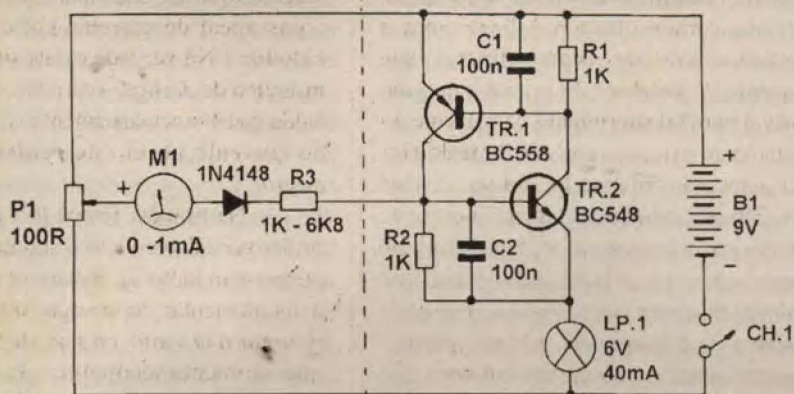 C1
100n
R1
1K
TR.1
BC558
M1
1N4148
R3
+
P1
100R
0 -1mA
1K - 6K8
TR.2
BC548
+
B1
9V
-
R2
1K
C2
100n
LP.1
6V
40mA
CH.1